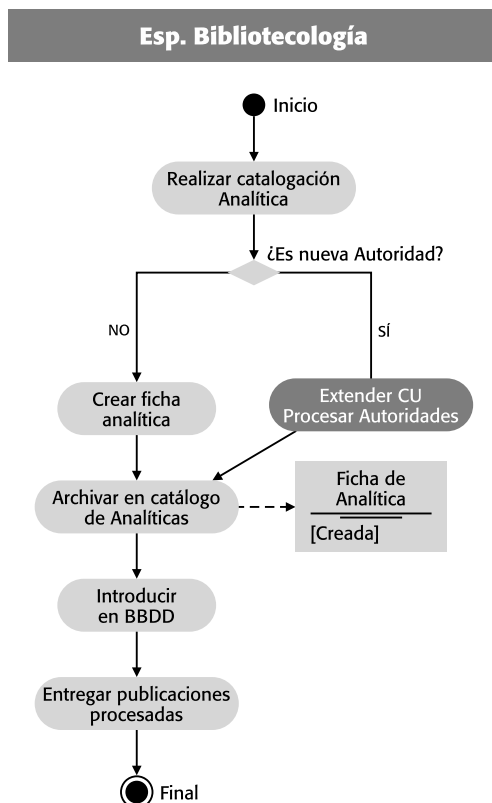 Esp. Bibliotecología
Inicio
Realizar catalogación
Analítica
¿Es nueva Autoridad?
NO
SÍ
Crear ficha
analítica
Extender CU
Procesar Autoridades
Archivar en catálogo
de Analíticas
Ficha de
Analítica
[Creada]
Introducir
en BBDD
Entregar publicaciones
procesadas
Final